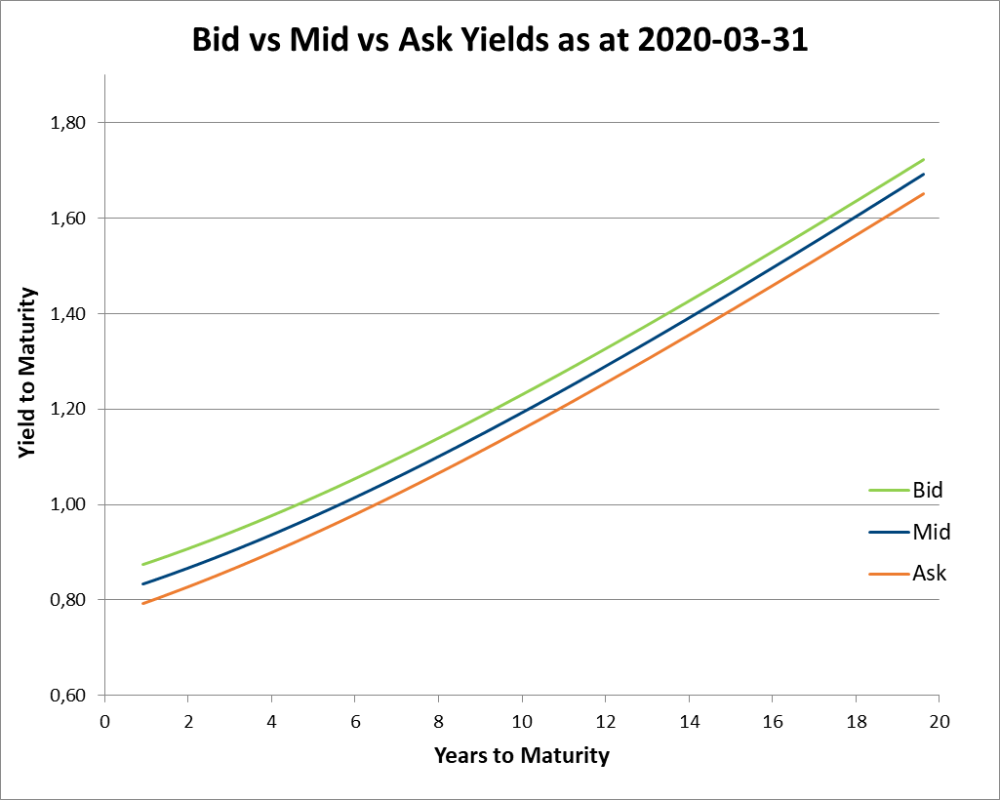 Bid vs Mid vs Ask Yields as at 2020-03-31
Yield to Maturity
1,80
1,60
1,40
1,20
1,00
0,80
0,60
0 2 4 6 8 10 12 14 16 18 20
Years to Maturity
Bid
Mid
Ask